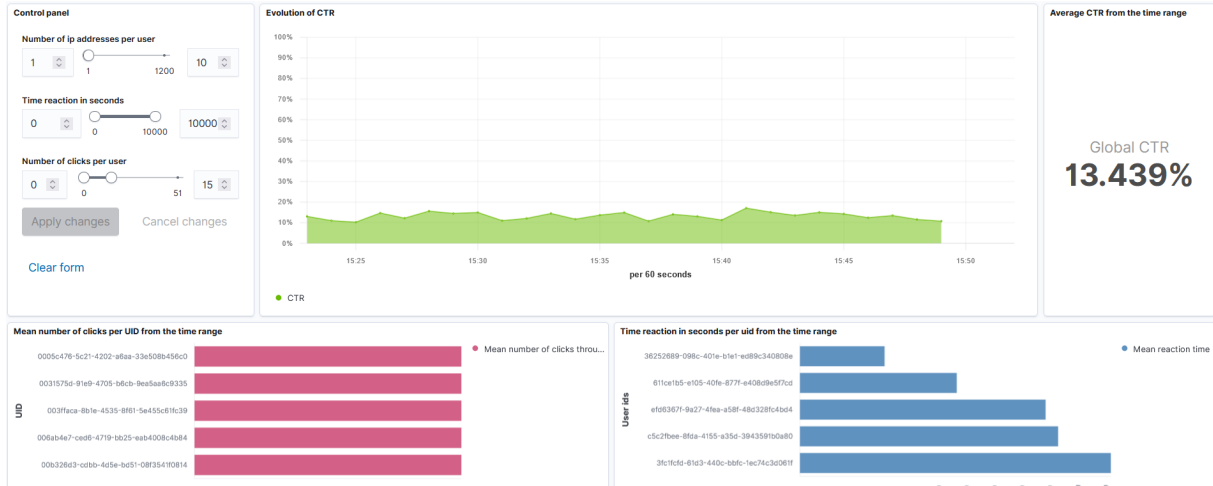 Control panel
Number of ip addresses per user
1
1
1200
10
Time reaction in seconds
0
0
10000
10000
Number of clicks per user
0
0
51
15
Apply changes
Cancel changes
Clear form
Evolution of CTR
100%
90%
80%
70%
60%
50%
40%
30%
20%
10%
0%
15:25
15:30
15:35
15:40
15:45
15:50
per 60 seconds
CTR
Average CTR from the time range
Global CTR
13.439%
Mean number of clicks per UID from the time range
UID
0005c476-5c21-4202-a6aa-33e508b456c0
0031575d-91e9-4705-b6cb-9ea5aa6c9335
003ffaca-8b1e-4535-8f61-5e455c61fc39
006ab4e7-ced6-4719-bb25-eab4008c4b84
00b326d3-cdbb-4d5e-bd51-08f3541f0814
Mean number of clicks throu...
Time reaction in seconds per uid from the time range
User ids
36252689-098c-401e-b1e1-ed89c340808e
611ce1b5-e105-40fe-877f-e408d9e5f7cd
efd6367f-9a27-4fea-a58f-48d328fc4bd4
c5c2fbee-8fda-4155-a35d-3943591b0a80
3fc1fcfd-61d3-440c-bbfc-1ec74c3d061f
Mean reaction time